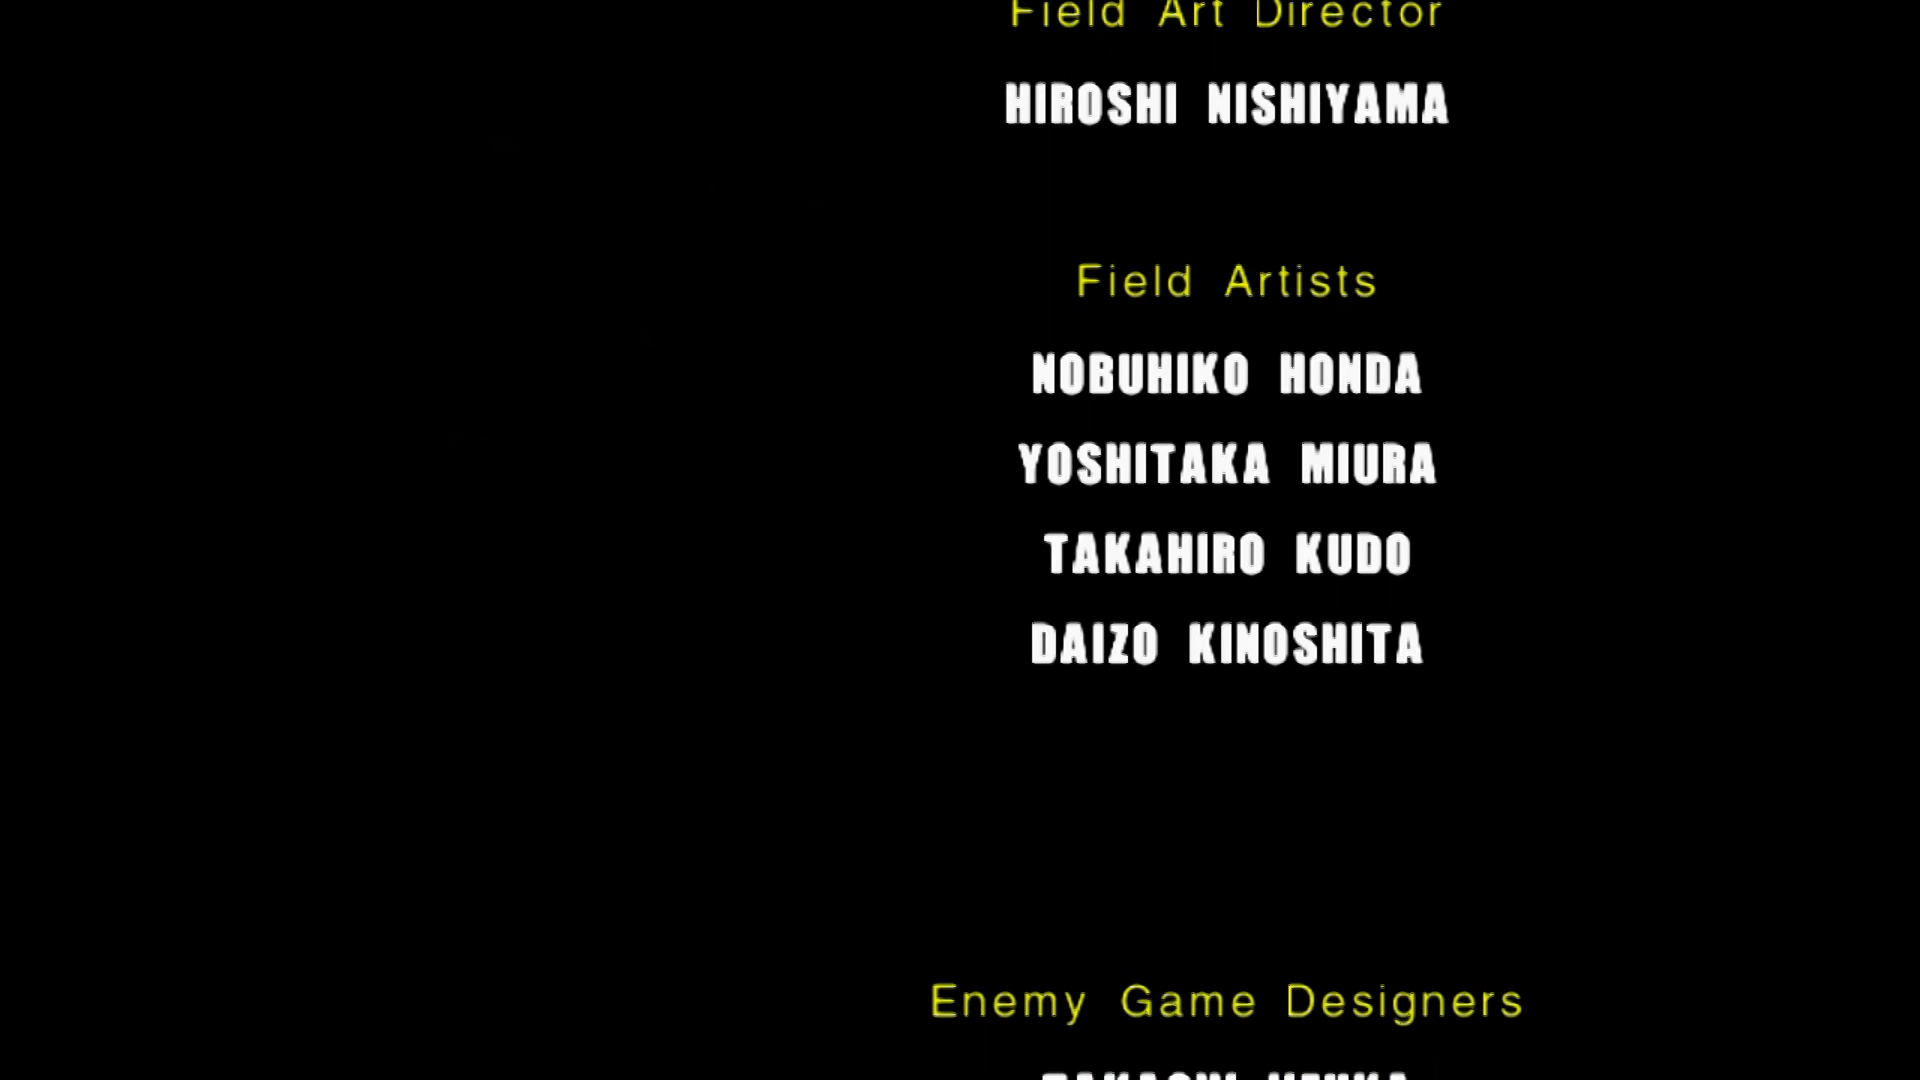 Field Art Director
HIROSHI NISHIYAMA
Field Artists
NOBUHIKO HONDA
YOSHITAKA MIURA
TAKAHIRO KUDO
DAIZO KINOSHITA
Enemy Game Designers